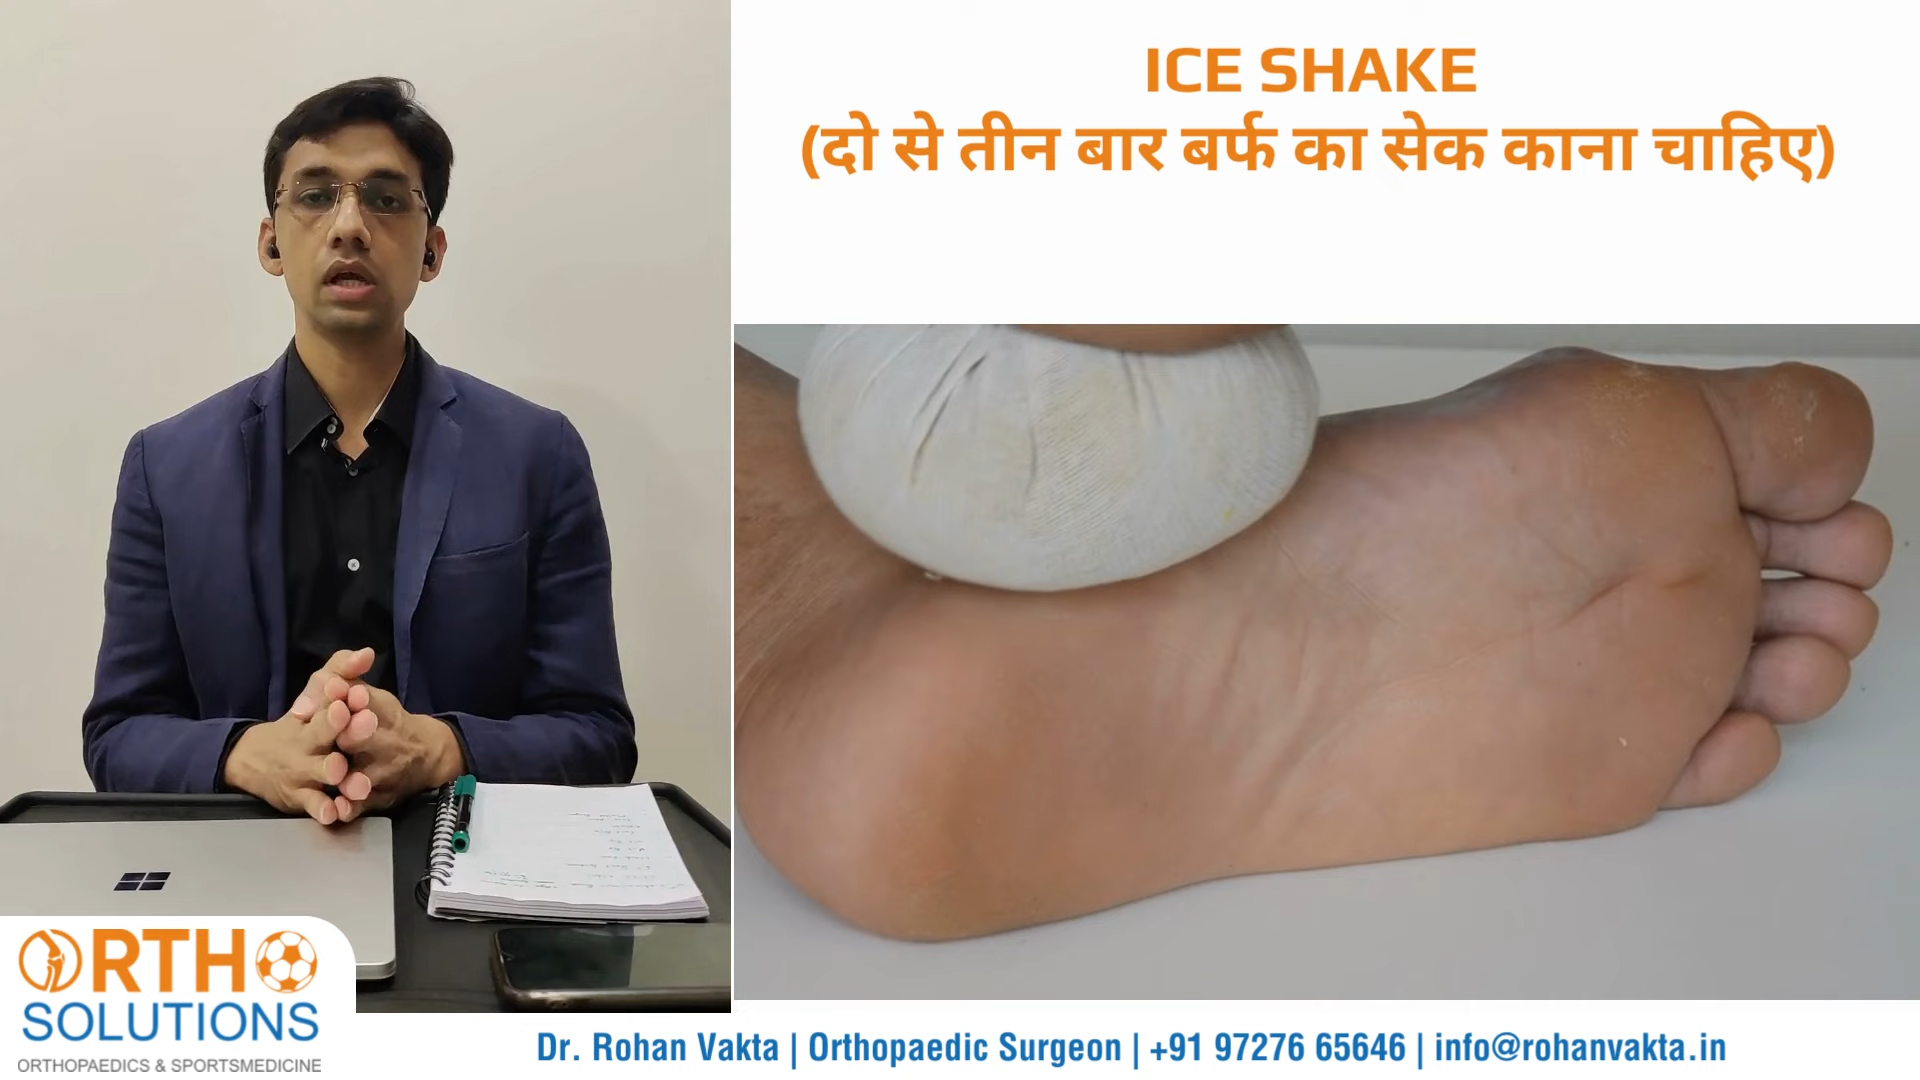 ICE SHAKE
(दो से तीन बार बर्फ का सेक काना चाहिए)
ORTHO
SOLUTIONS
ORTHOPAEDICS & SPORTSMEDICINE
Dr. Rohan Vakta | Orthopaedic Surgeon | +91 97276 65646 | info@rohanvakta.in